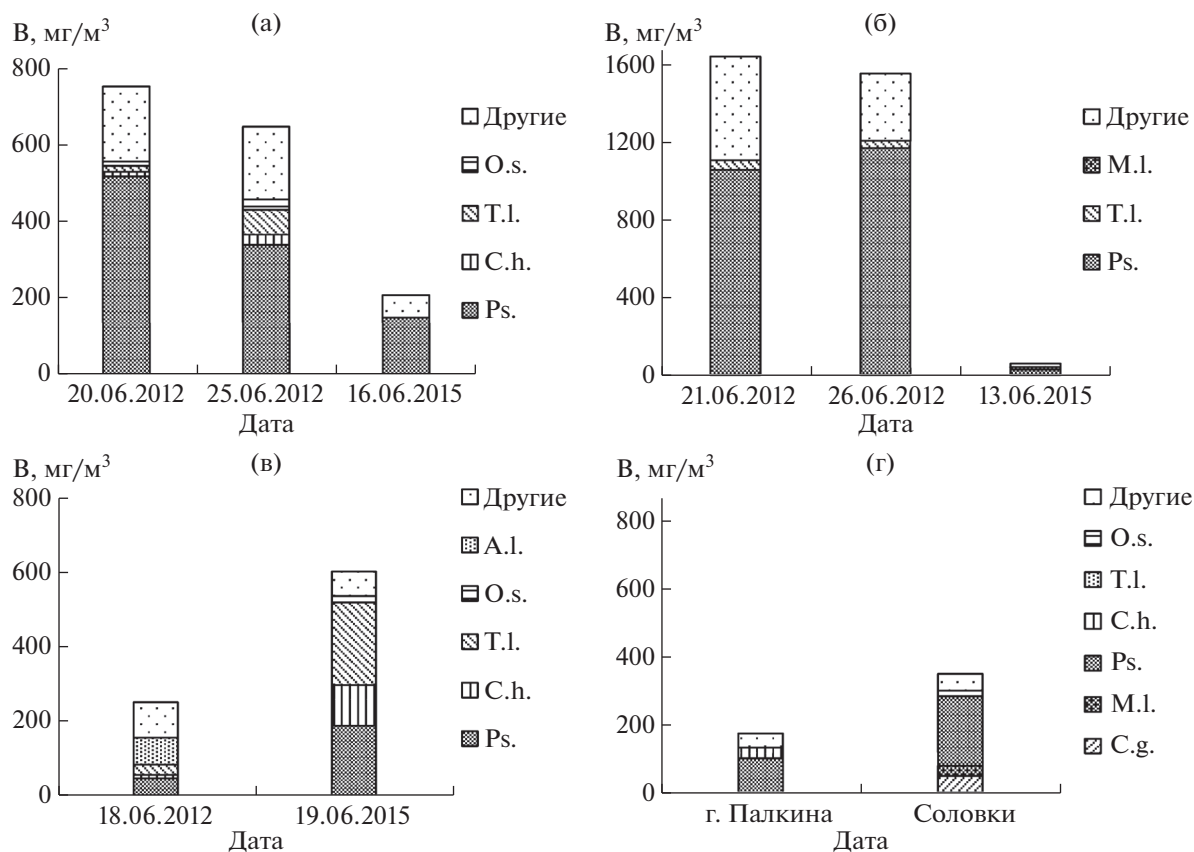 (а)
В, мг/м³
800
600
400
200
0
20.06.2012 25.06.2012 16.06.2015
Дата
Другие
O.s.
T.l.
C.h.
Ps.
(б)
В, мг/м³
1600
1200
800
400
0
21.06.2012 26.06.2012 13.06.2015
Дата
Другие
M.l.
T.l.
Ps.
(в)
В, мг/м³
800
600
400
200
0
18.06.2012 19.06.2015
Дата
Другие
A.l.
O.s.
T.l.
C.h.
Ps.
(г)
В, мг/м³
800
600
400
200
0
г. Палкина Соловки
Дата
Другие
O.s.
T.l.
C.h.
Ps.
M.l.
C.g.